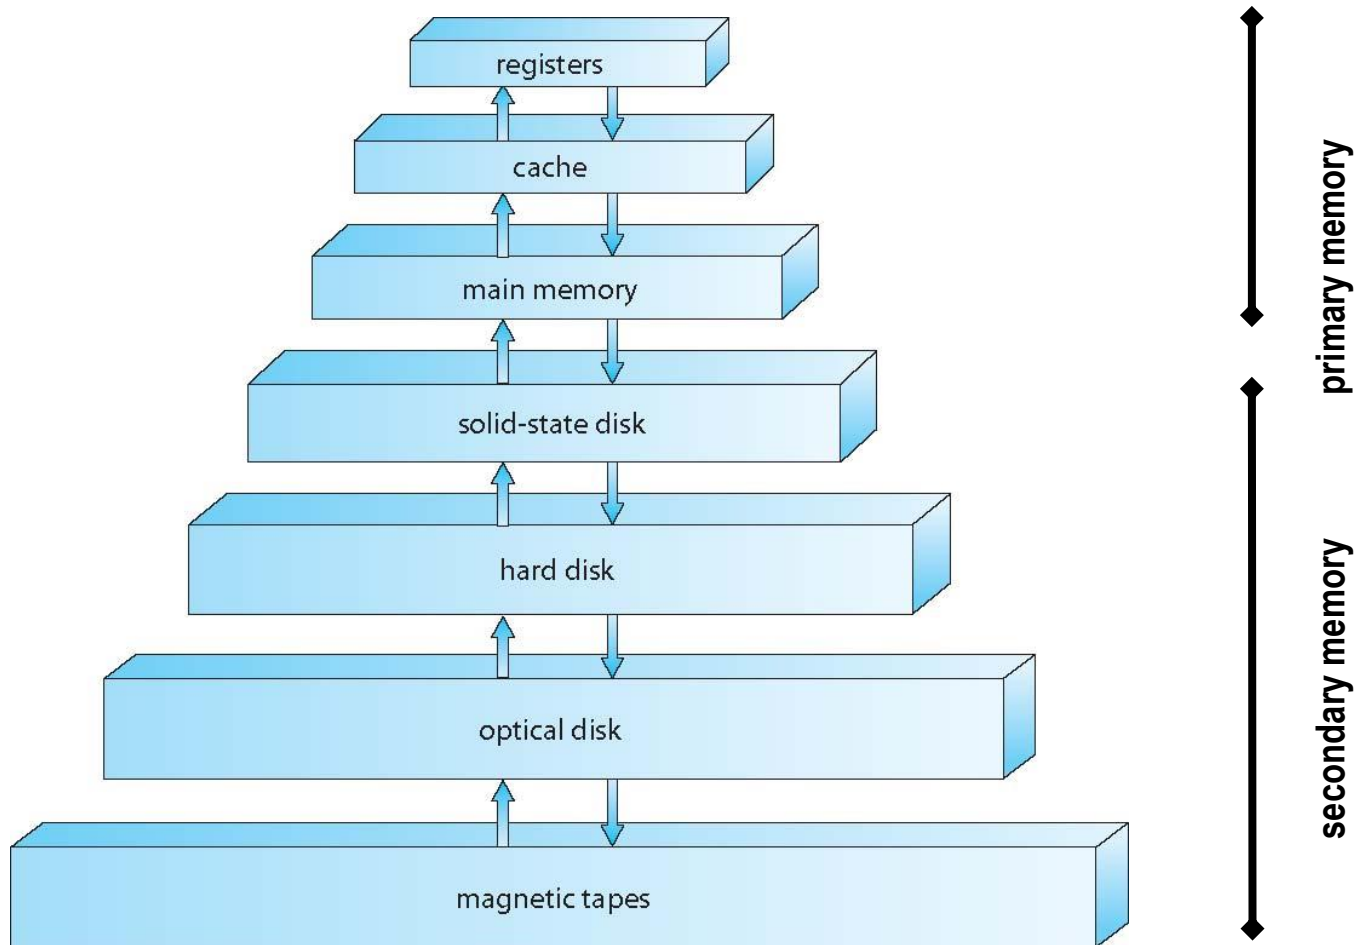 registers
cache
main memory
solid-state disk
hard disk
optical disk
magnetic tapes
primary memory
secondary memory